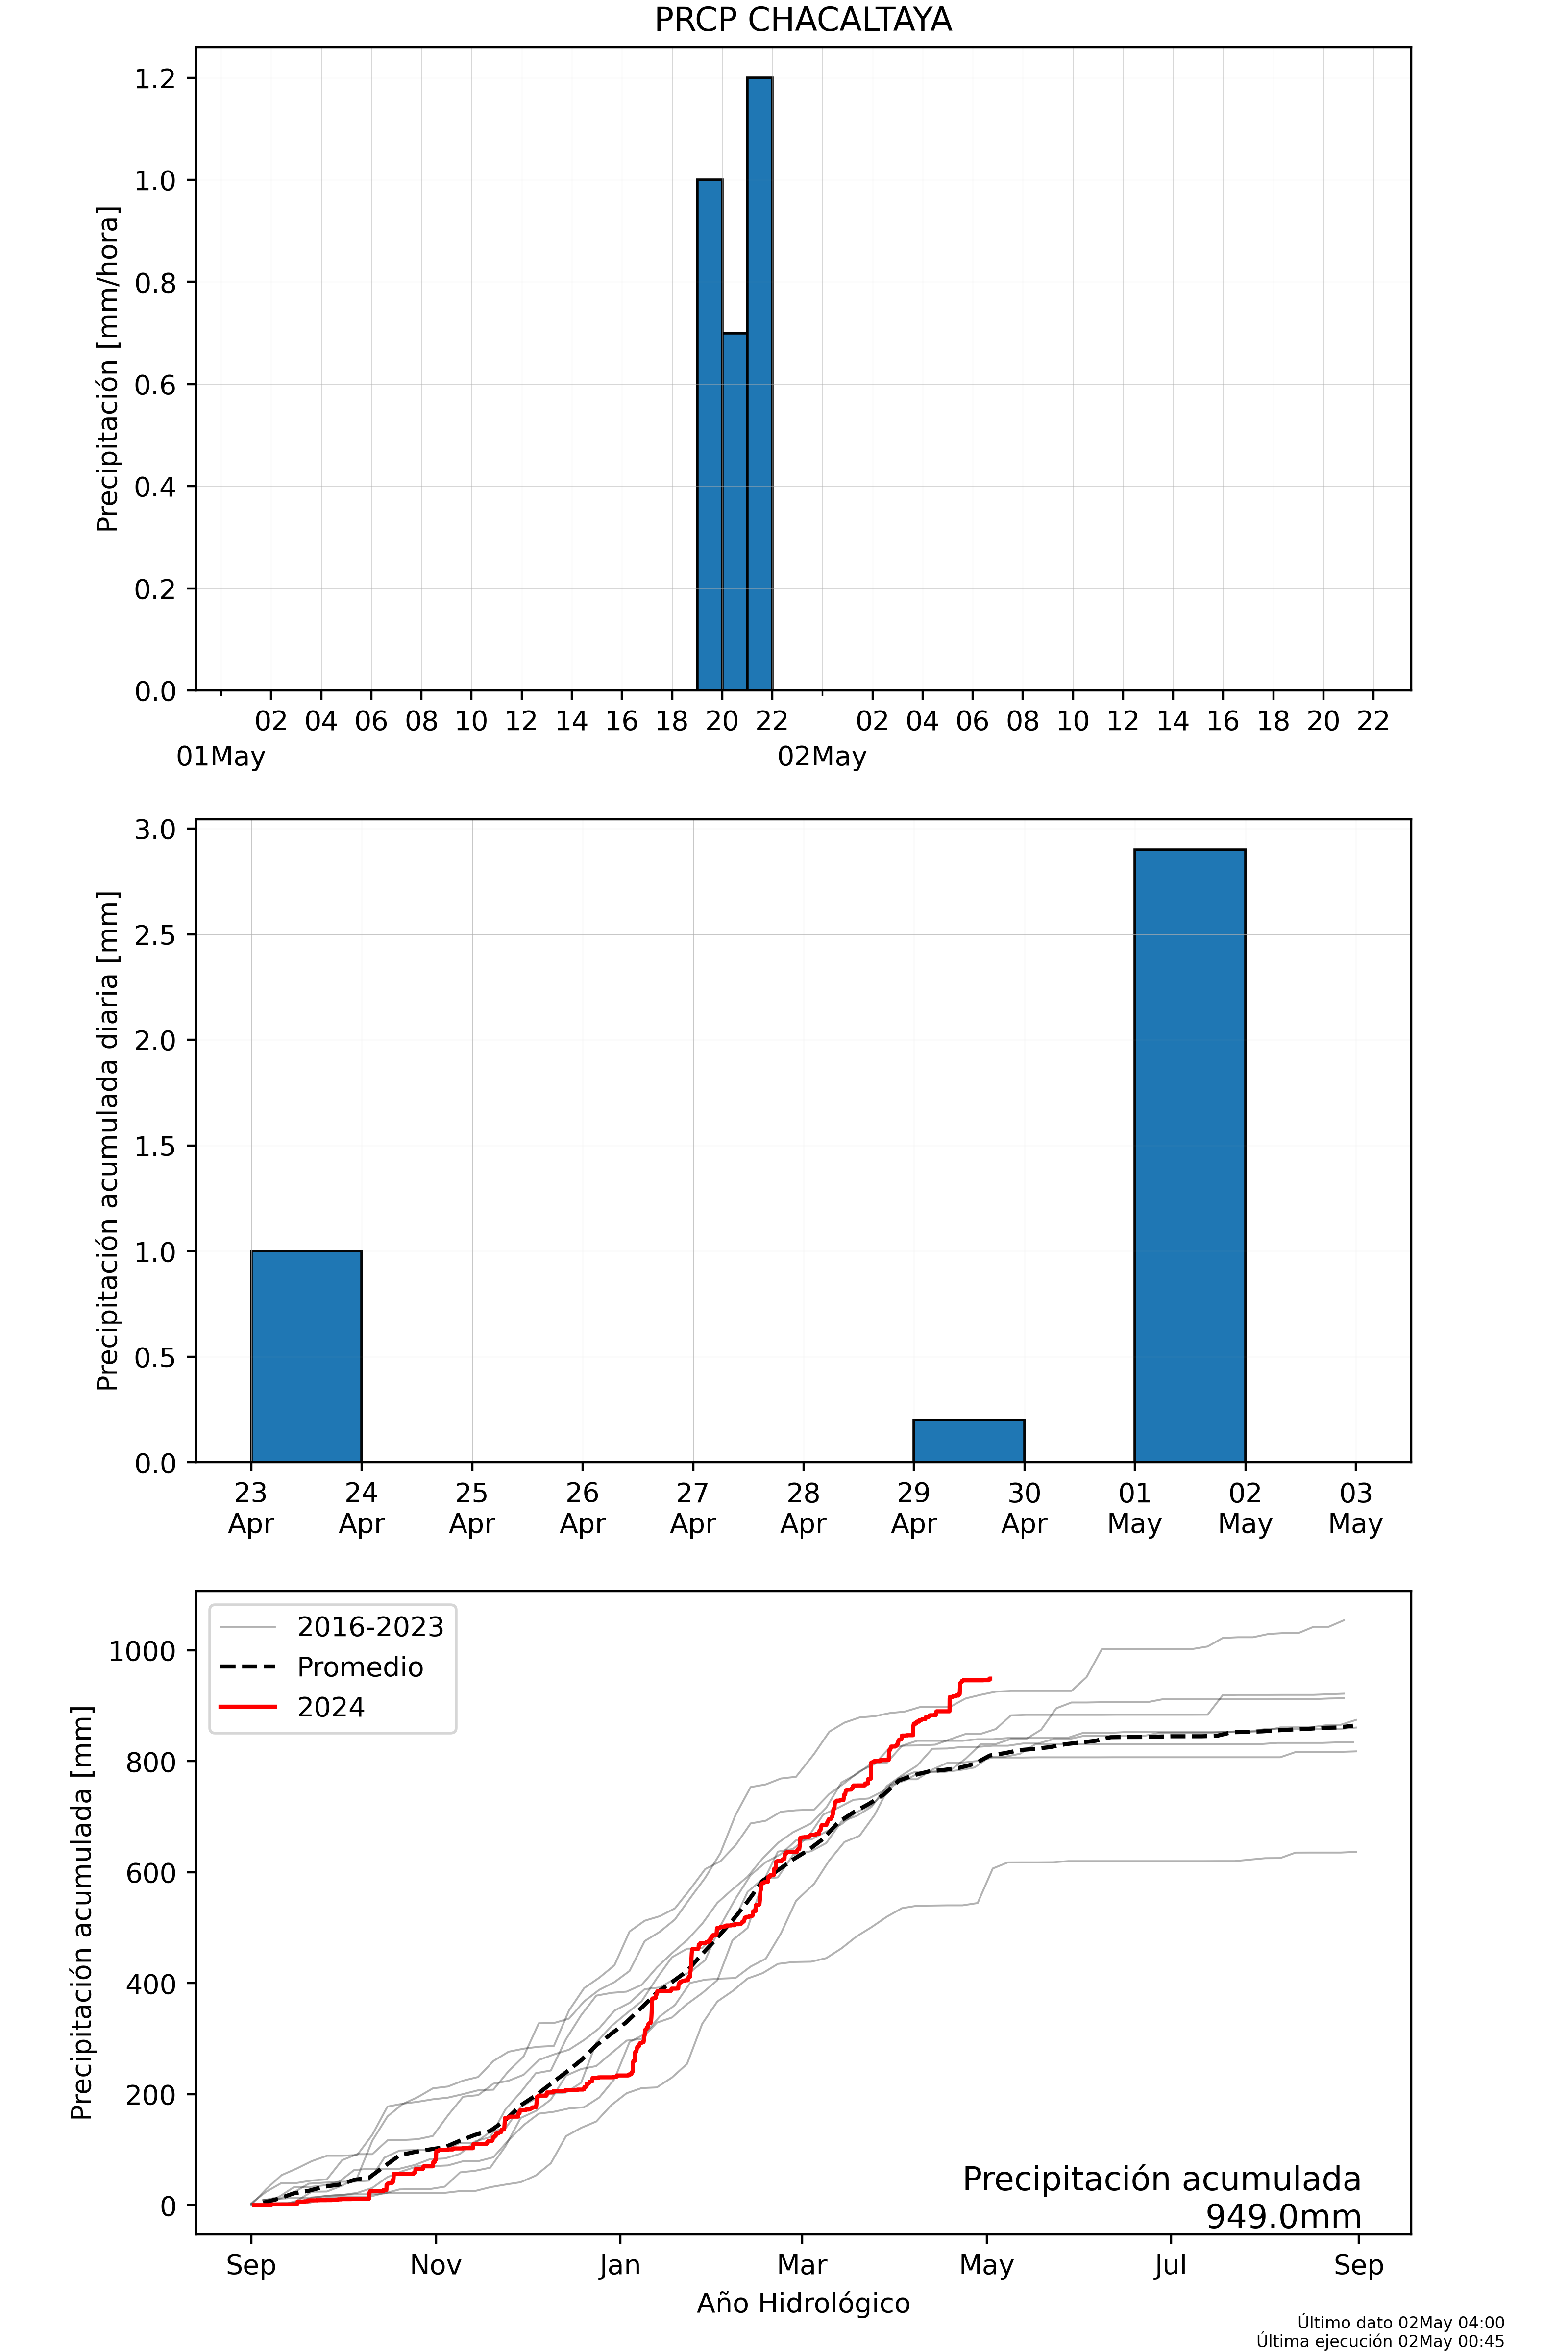 PRCP CHACALTAYA
Precipitación [mm/hora]
1.2
1.0
0.8
0.6
0.4
0.2
0.0
02 04 06 08 10 12 14 16 18 20 22 02 04 06 08 10 12 14 16 18 20 22
01May 02May
Precipitación acumulada diaria [mm]
3.0
2.5
2.0
1.5
1.0
0.5
0.0
23 24 25 26 27 28 29 30 01 02 03
Apr Apr Apr Apr Apr Apr Apr Apr May May May
Precipitación acumulada [mm]
1000
800
600
400
200
0
2016-2023
Promedio
2024
Precipitación acumulada
949.0mm
Sep Nov Jan Mar May Jul Sep
Año Hidrológico
Último dato 02May 04:00
Última ejecución 02May 00:45